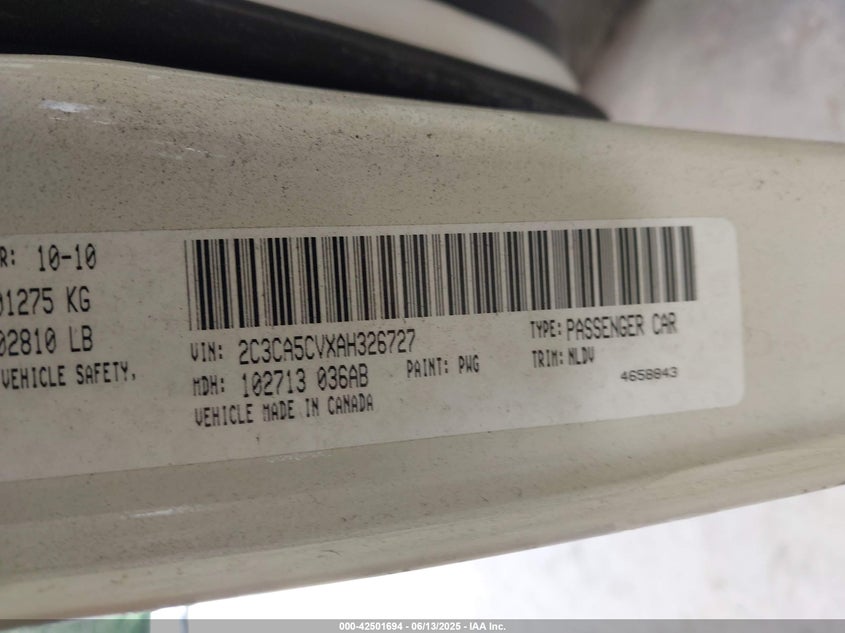 R: 10-10
01275 KG
02810 LB
VEHICLE SAFETY,
VIN: 2C3CA5CVXAH326727
TYPE: PASSENGER CAR
MDH: 102713 036AB
PAINT: PWG
TRIM: NLDV
VEHICLE MADE IN CANADA
4658843
000-42501694 - 06/13/2025 - IAA Inc.